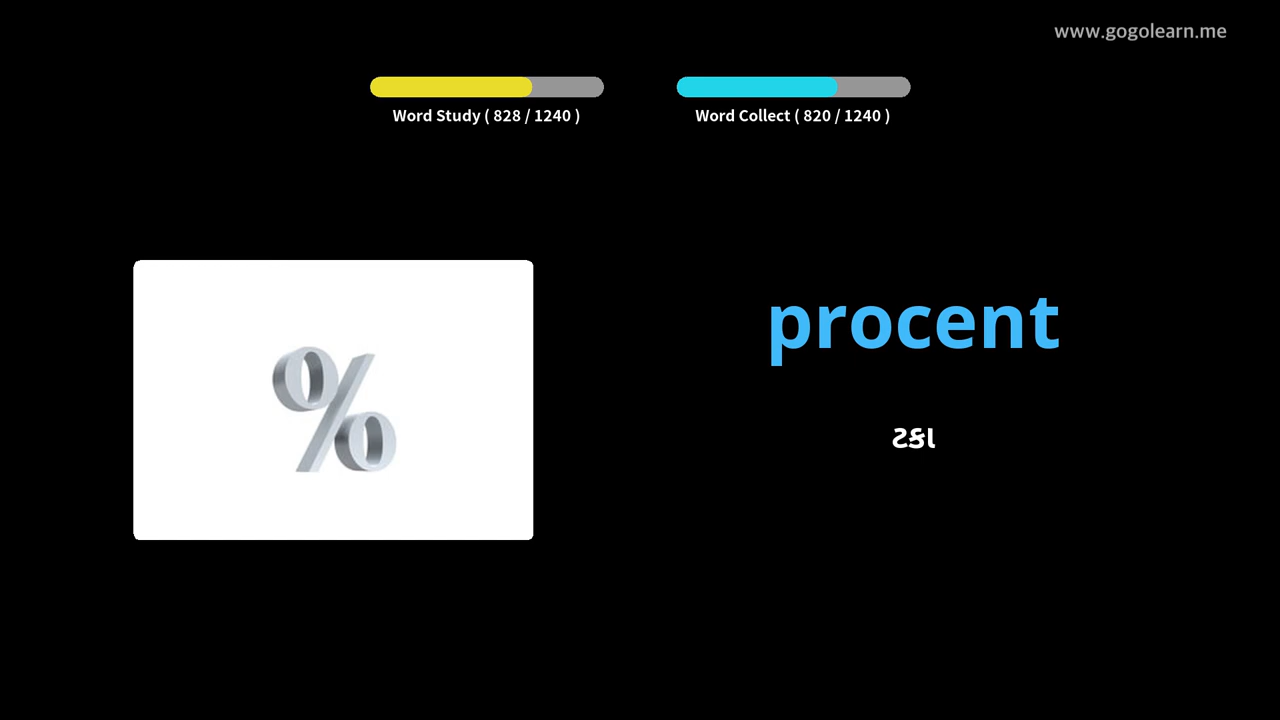 www.gogolearn.me
Word Study ( 828 / 1240 )
Word Collect ( 820 / 1240 )
%
procent
ટકા